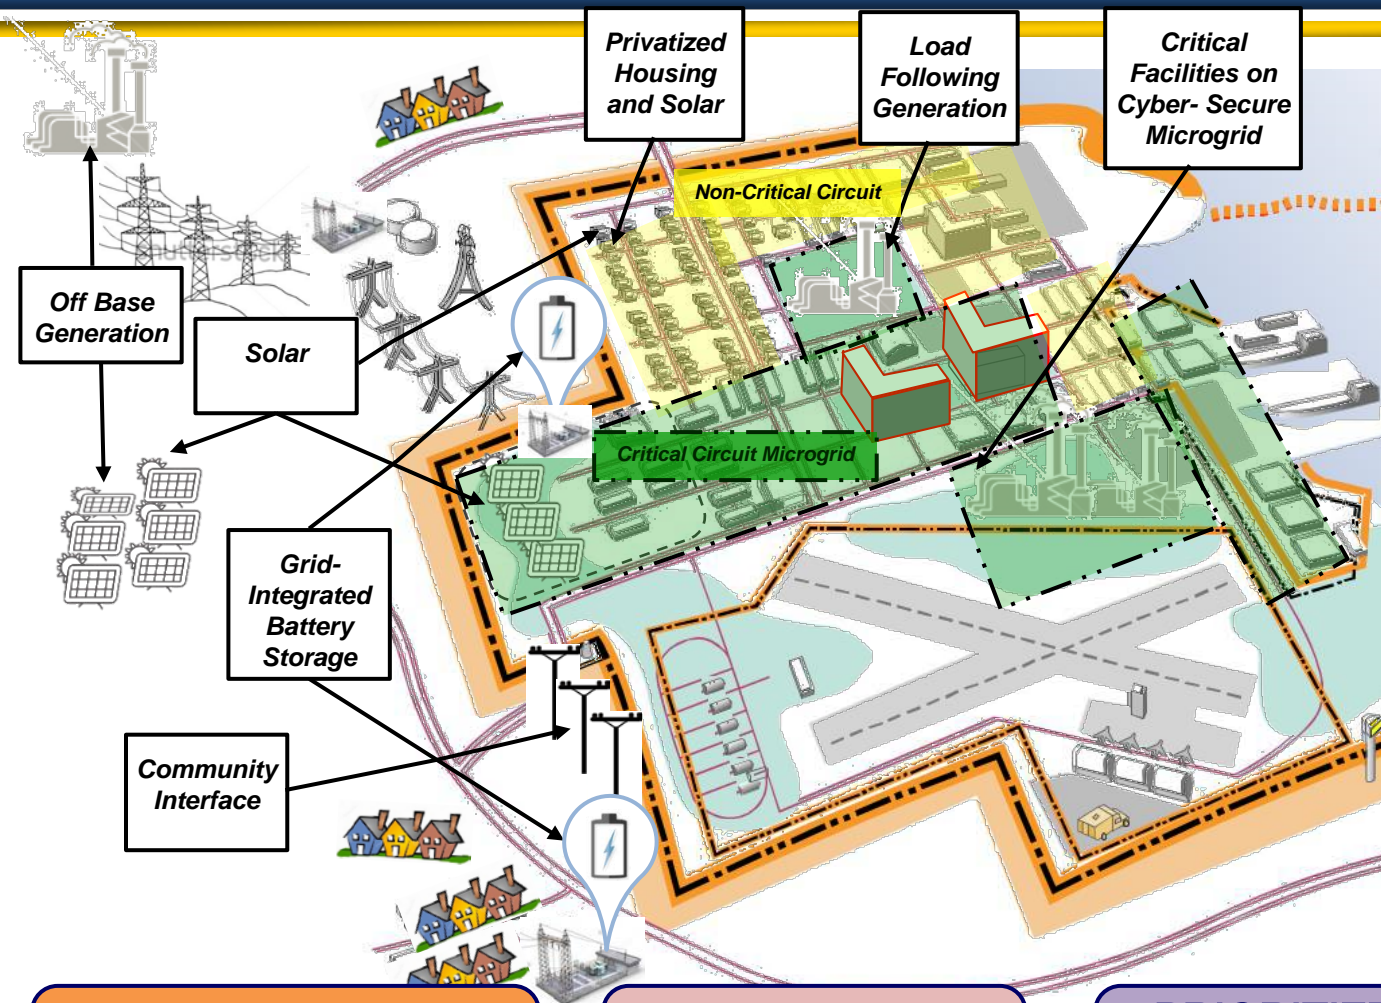 Privatized
Housing
and Solar
Load
Following
Generation
Critical
Facilities on
Cyber- Secure
Microgrid
Non-Critical Circuit
Off Base
Generation
Solar
Critical Circuit Microgrid
Grid-
Integrated
Battery
Storage
Community
Interface